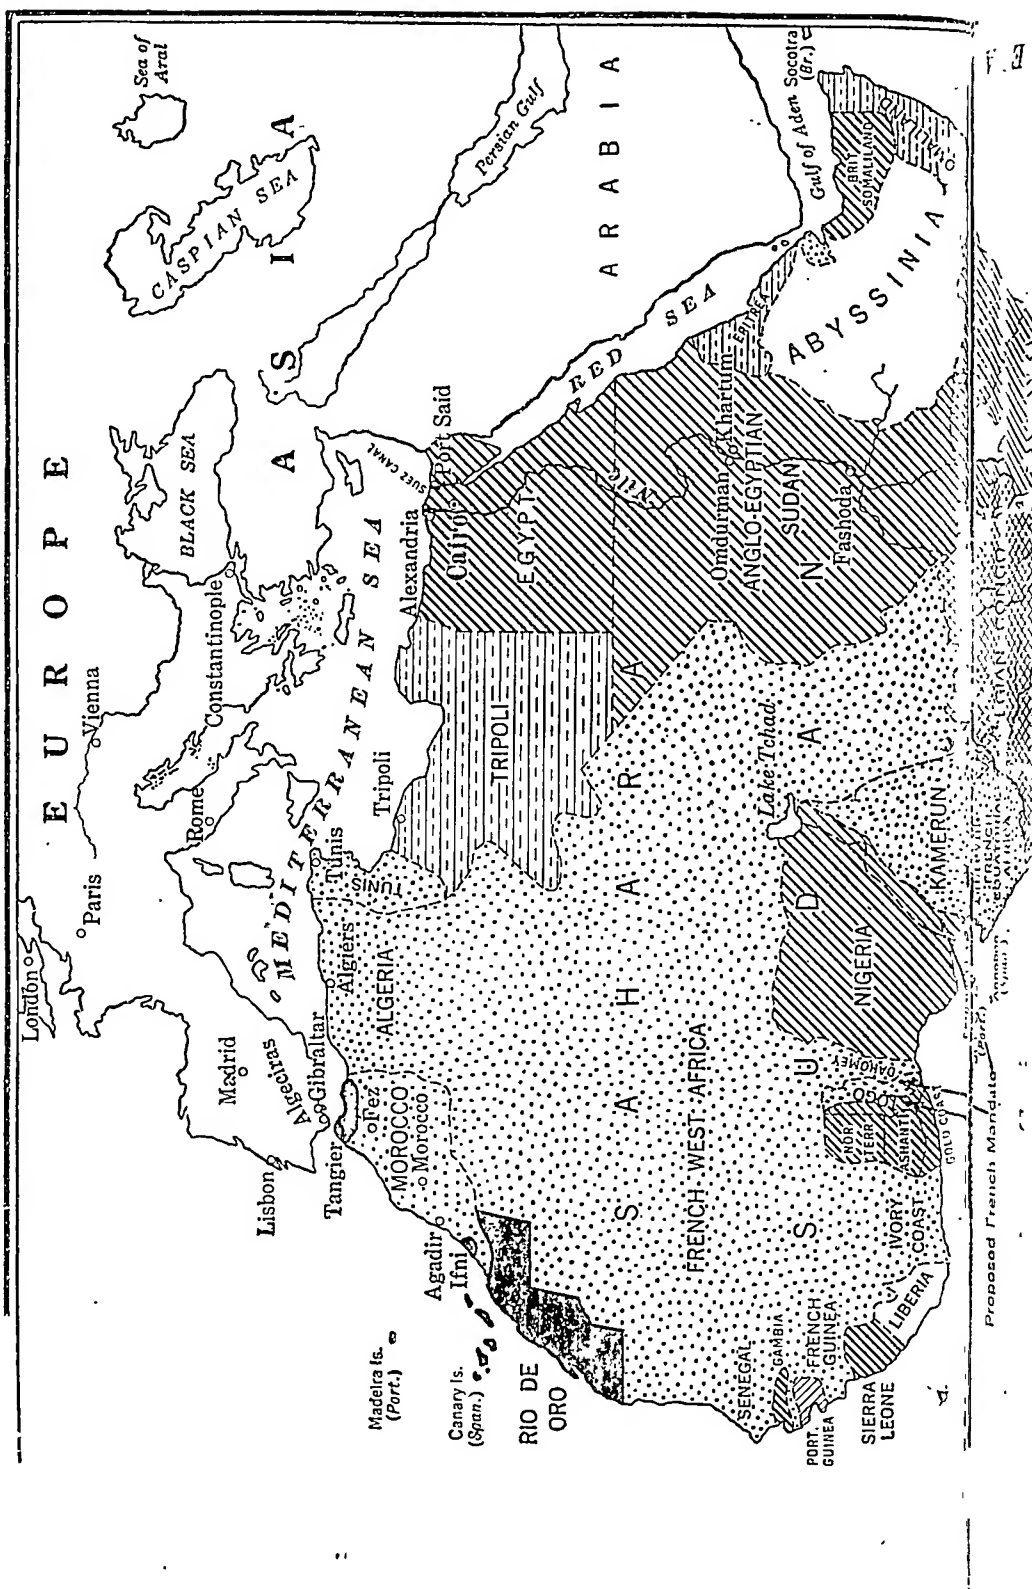 EUROPE
London
Paris
Vienna
Sea of
Aral
CASPIAN SEA
BLACK SEA
Constantinople
Rome
Madrid
Lisbon
Algeciras
Gibraltar
ASIA
Persian Gulf
ARABIA
MEDITERRANEAN SEA
SUEZ CANAL
Port Said
Alexandria
Cairo
Tripoli
Tunis
TUNIS
Algiers
ALGERIA
Tangier
Fez
MOROCCO
Morocco
Agadir
Ifni
Madeira Is.
(Port.)
Canary Is.
(Span.)
RIO DE
ORO
TRIPOLI
EGYPT
Nile
RED SEA
Gulf of Aden
Socotra
(Br.)
SAHARA
FRENCH WEST AFRICA
Lake Tchad
Omdurman
Khartum
ANGLO-EGYPTIAN
SUDAN
Fashoda
ERITREA
ABYSSINIA
BRIT.
SOMALILAND
SUDAN
SENEGAL
GAMBIA
PORT.
GUINEA
FRENCH
GUINEA
SIERRA
LEONE
LIBERIA
IVORY
COAST
NOR.
TERR.
ASHANTI
GOLD COAST
TOGO
DAHOMEY
NIGERIA
KAMERUN
(Port.)
Proposed French Mandate